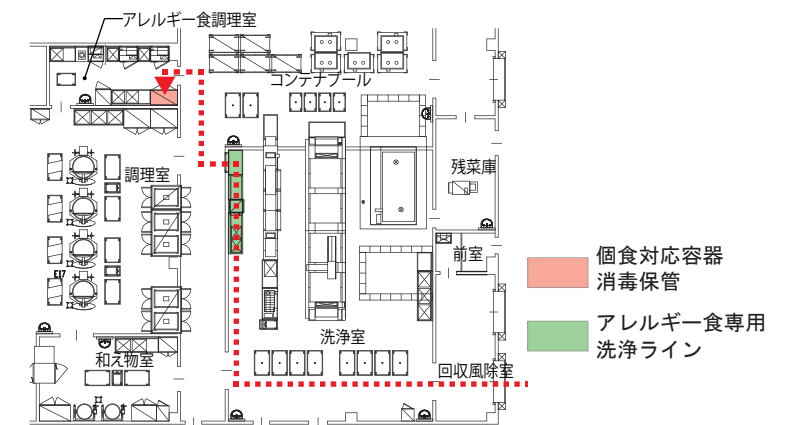 アレルギー食調理室
コンテナプール
調理室
残菜庫
前室
E17
洗浄室
和え物室
回収風除室
個食対応容器
消毒保管
アレルギー食専用
洗浄ライン